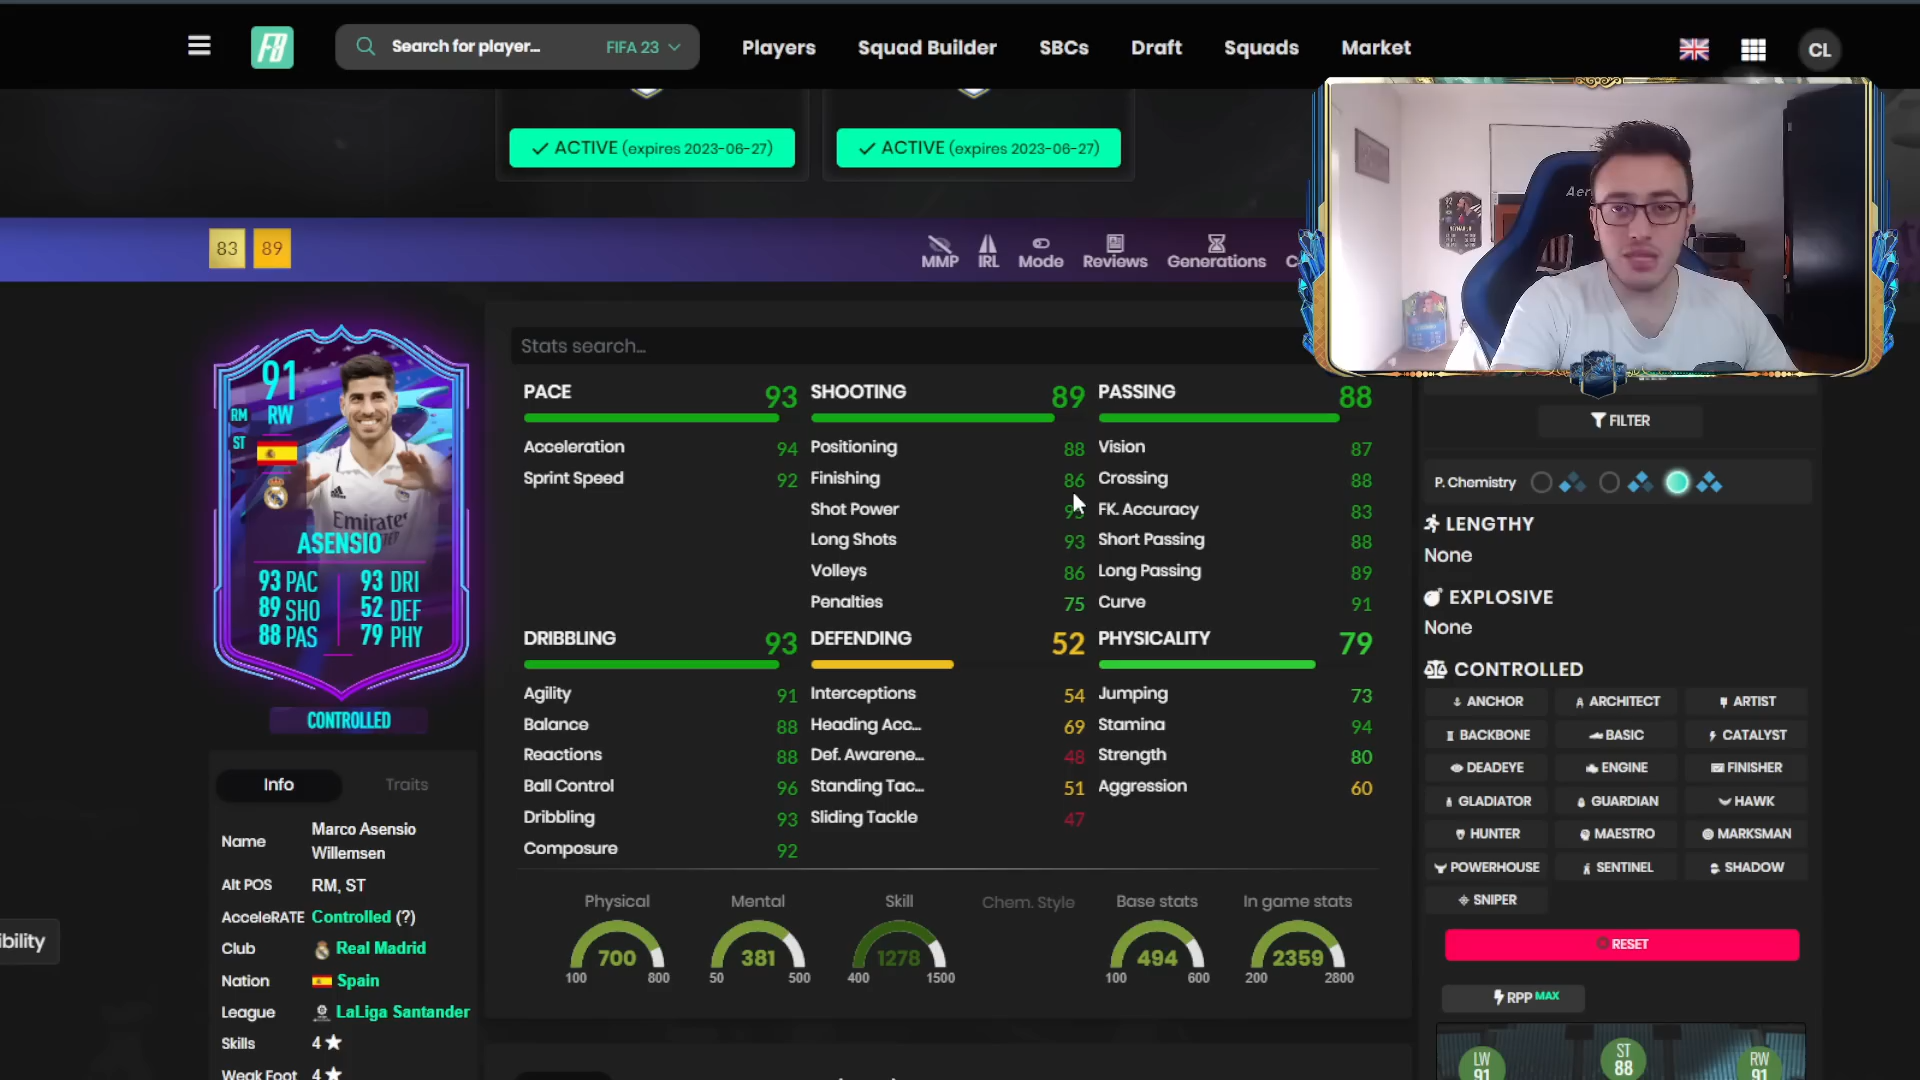 Search for player...
FIFA 23
Players
Squad Builder
SBCs
Draft
Squads
Market
CL
ACTIVE (expires 2023-06-27)
ACTIVE (expires 2023-06-27)
83
89
MMP
IRL
Mode
Reviews
Generations
Aer
91
RW
RM
ST
Emirates
ASENSIO
93 PAC
93 DRI
89 SHO
52 DEF
88 PAS
79 PHY
CONTROLLED
Stats search...
PACE 93
Acceleration 94
Sprint Speed 92
SHOOTING 89
Positioning 88
Finishing 86
Shot Power
Long Shots 93
Volleys 86
Penalties 75
PASSING 88
Vision 87
Crossing 88
FK. Accuracy 83
Short Passing 88
Long Passing 89
Curve 91
DRIBBLING 93
Agility 91
Balance 88
Reactions 88
Ball Control 96
Dribbling 93
Composure 92
DEFENDING 52
Interceptions 54
Heading Acc... 69
Def. Awarene... 48
Standing Tac... 51
Sliding Tackle 47
PHYSICALITY 79
Jumping 73
Stamina 94
Strength 80
Aggression 60
Physical
700
100 800
Mental
381
50 500
Skill
1278
400 1500
Chem. Style
Base stats
494
100 600
In game stats
2359
200 2800
Info
Traits
Name Marco Asensio Willemsen
Alt POS RM, ST
AcceleRATE Controlled (?)
Club Real Madrid
Nation Spain
League LaLiga Santander
Skills 4
Weak Foot 4
ibility
FILTER
P. Chemistry
LENGTHY
None
EXPLOSIVE
None
CONTROLLED
ANCHOR ARCHITECT ARTIST
BACKBONE BASIC CATALYST
DEADEYE ENGINE FINISHER
GLADIATOR GUARDIAN HAWK
HUNTER MAESTRO MARKSMAN
POWERHOUSE SENTINEL SHADOW
SNIPER
RESET
RPP MAX
LW
91
ST
88
RW
91